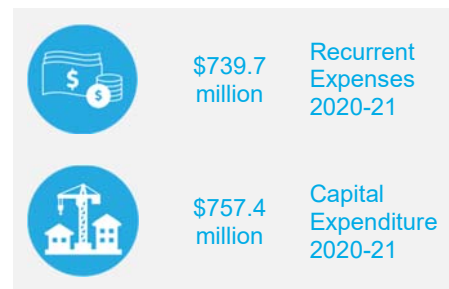 $
$
$739.7
million
Recurrent
Expenses
2020-21
$757.4
million
Capital
Expenditure
2020-21